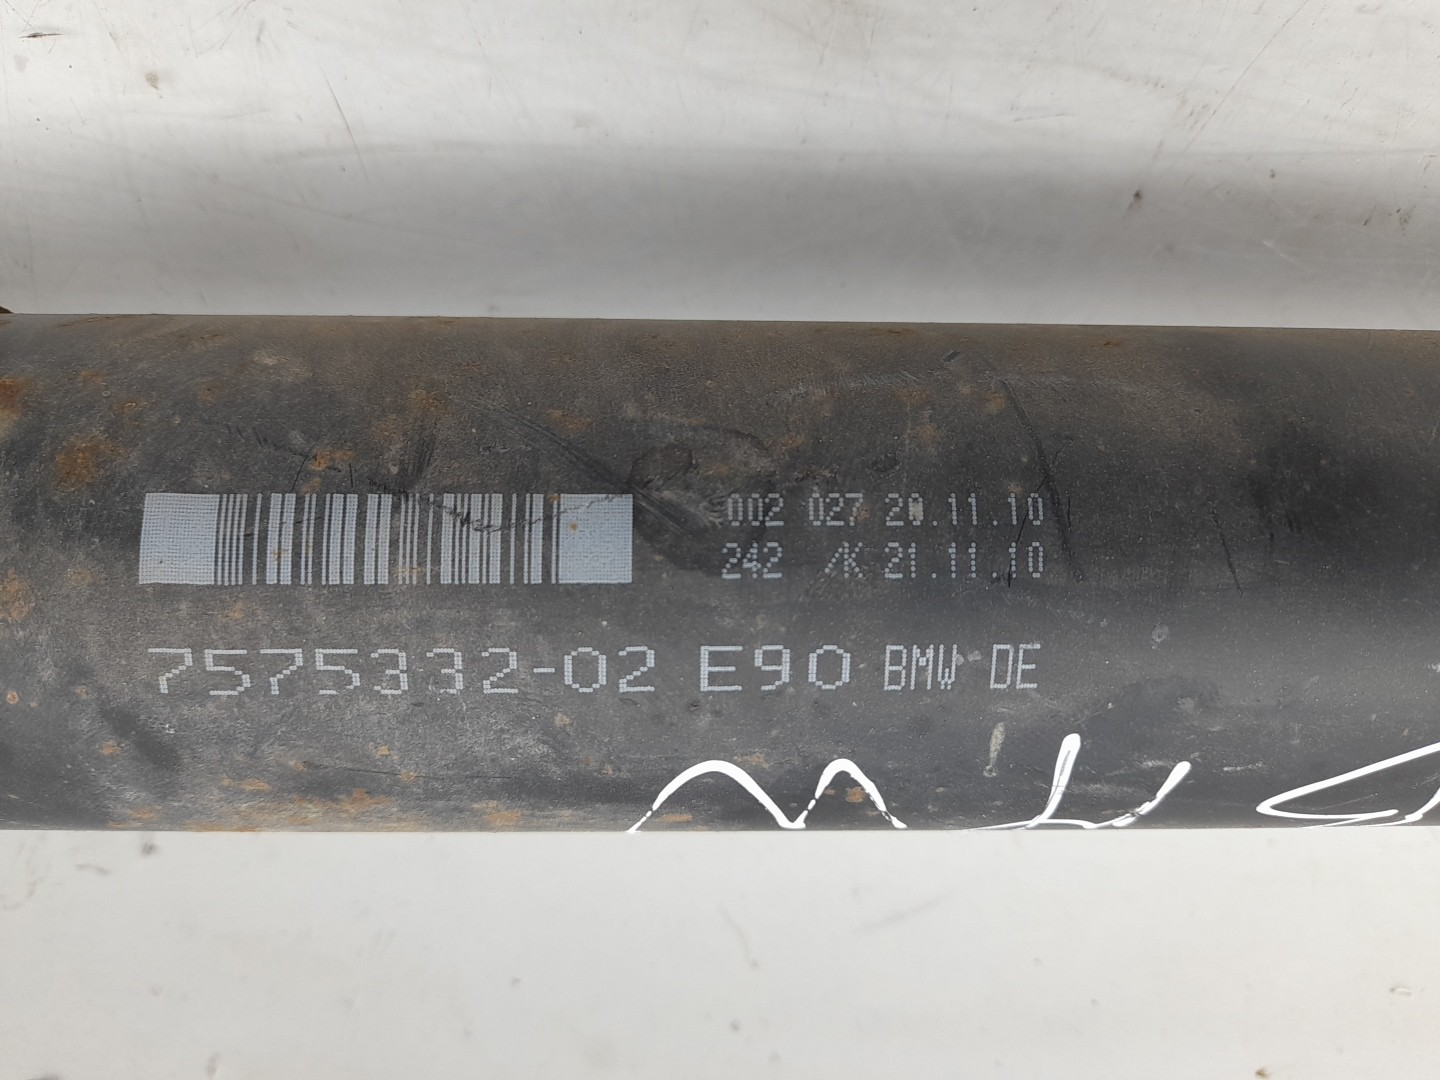 002 027 20.11.10
242 /K 21.11.10
7575332-02 E90 BMW DE